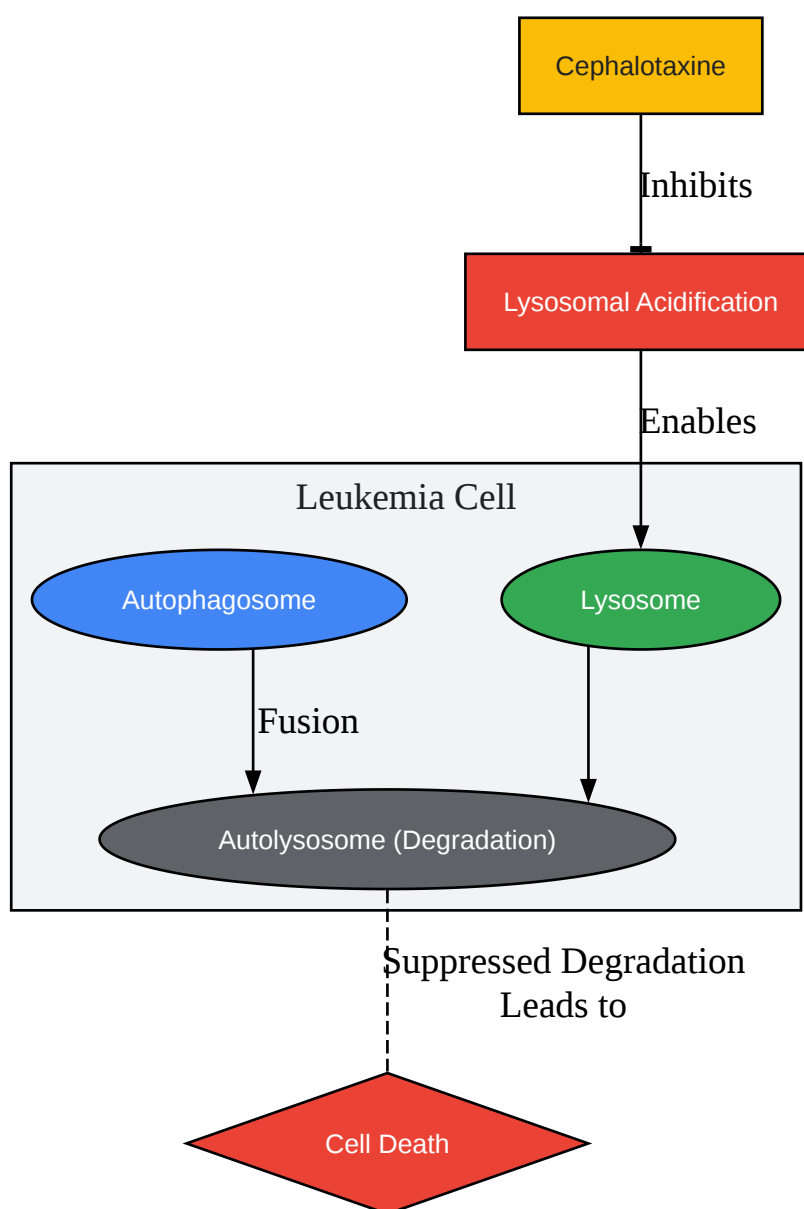 Cephalotaxine
Inhibits
Lysosomal Acidification
Enables
Leukemia Cell
Autophagosome
Lysosome
Fusion
Autolysosome (Degradation)
Suppressed Degradation
Leads to
Cell Death